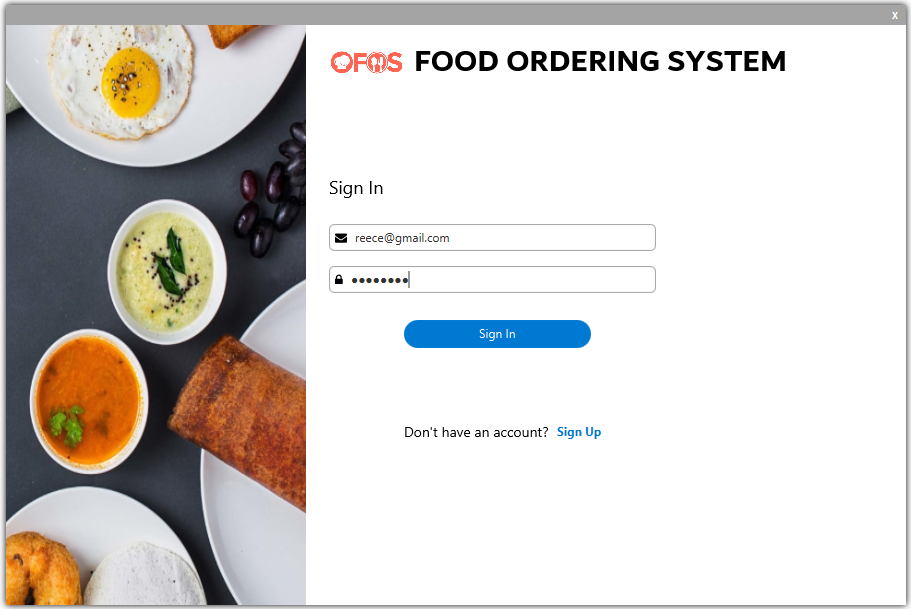 x
OFOS FOOD ORDERING SYSTEM
Sign In
reece@gmail.com
••••••••
Sign In
Don't have an account? Sign Up